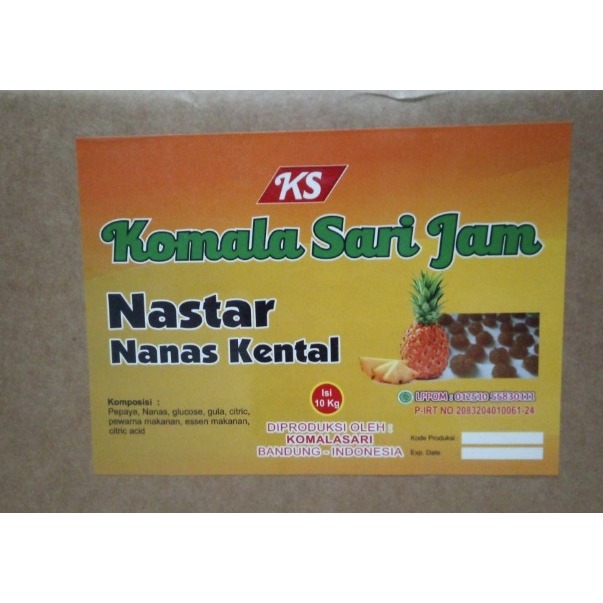 KS
Komala Sari Jam
Nastar
Nanas Kental
Komposisi :
Pepaya, Nanas, glucose, gula, citric,
pewarna makanan, essen makanan,
citric acid
Isi
10 Kg
DIPRODUKSI OLEH :
KOMALASARI
BANDUNG - INDONESIA
P-IRT NO 2083204010061-24
Kode Produksi
Exp. Date